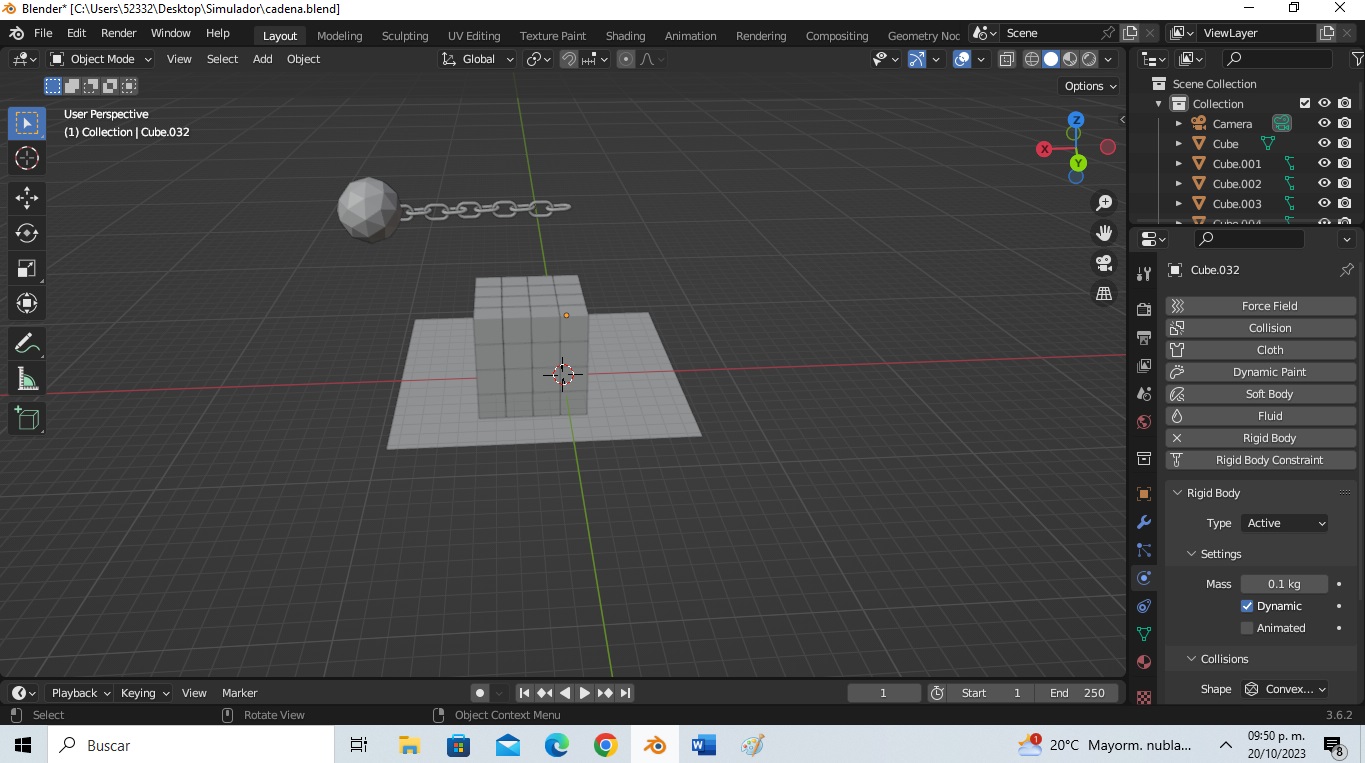 Blender* [C:\Users\52332\Desktop\Simulador\cadena.blend]
File Edit Render Window Help Layout Modeling Sculpting UV Editing Texture Paint Shading Animation Rendering Compositing Geometry Noc Scene ViewLayer
Object Mode View Select Add Object Global
Options
User Perspective
(1) Collection | Cube.032
Z
X
Y
Scene Collection
Collection
Camera
Cube
Cube.001
Cube.002
Cube.003
Cube.004
Cube.032
Force Field
Collision
Cloth
Dynamic Paint
Soft Body
Fluid
Rigid Body
Rigid Body Constraint
Rigid Body
Type Active
Settings
Mass 0.1 kg
Dynamic
Animated
Collisions
Shape Convex...
Playback Keying View Marker 1 Start 1 End 250
Select Rotate View Object Context Menu 3.6.2
Buscar 1 20°C Mayorm. nubla... 09:50 p. m.
20/10/2023 8